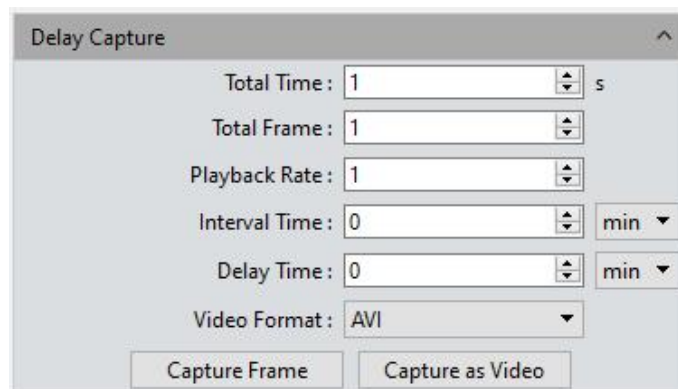 Delay Capture
Total Time : 1 s
Total Frame : 1
Playback Rate : 1
Interval Time : 0 min
Delay Time : 0 min
Video Format : AVI
Capture Frame Capture as Video